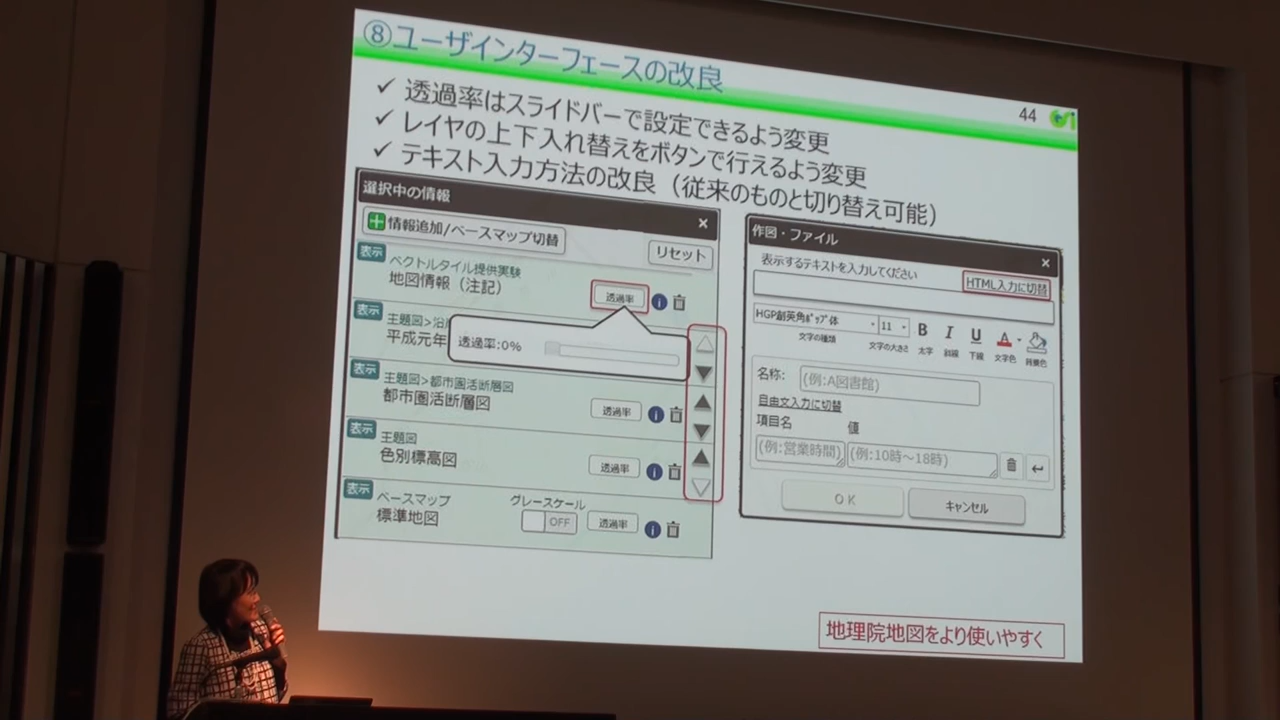 ⑧ユーザインターフェースの改良
44
✓ 透過率はスライドバーで設定できるよう変更
✓ レイヤの上下入れ替えをボタンで行えるよう変更
✓ テキスト入力方法の改良（従来のものと切り替え可能）
選択中の情報
×
情報追加/ベースマップ切替
リセット
表示
ベクトルタイル提供実験
地図情報（注記）
透過率
表示
主題図>沿
平成元年
透過率:0%
表示
主題図>都市圏活断層図
都市圏活断層図
透過率
表示
主題図
色別標高図
透過率
表示
ベースマップ
標準地図
グレースケール
OFF
透過率
作図・ファイル
×
表示するテキストを入力してください
HTML入力に切替
HGP創英角ﾎﾟｯﾌﾟ体
11
B
I
U
A
文字の種類
文字の大きさ
太字
斜線
下線
文字色
背景色
名称:
(例:A図書館)
自由文入力に切替
項目名
値
(例:営業時間)
(例:10時～18時)
OK
キャンセル
地理院地図をより使いやすく